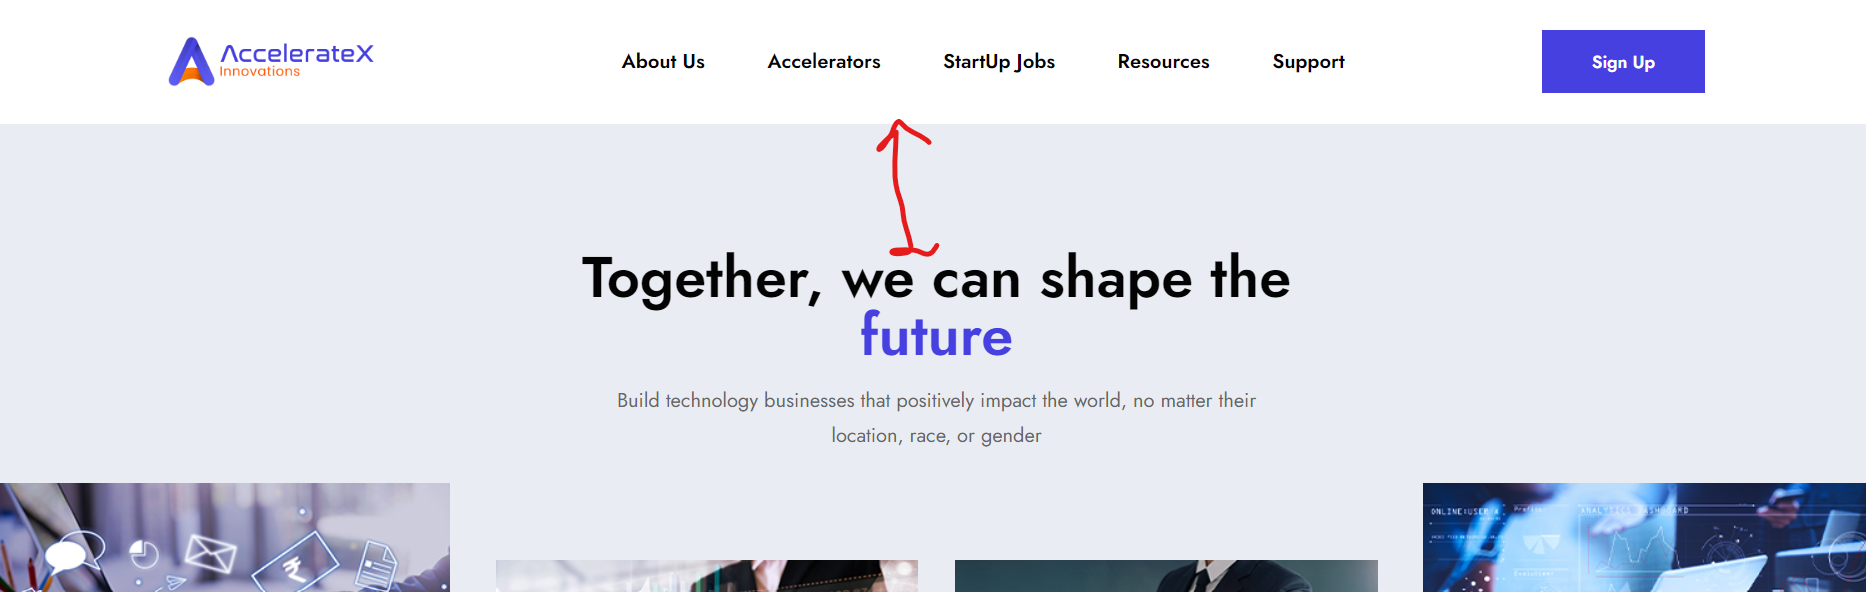 AccelerateX
Innovations
About Us
Accelerators
StartUp Jobs
Resources
Support
Sign Up
Together, we can shape the
future
Build technology businesses that positively impact the world, no matter their
location, race, or gender
ONLINE:USER
Profile
ANALYTICS DASHBOARD